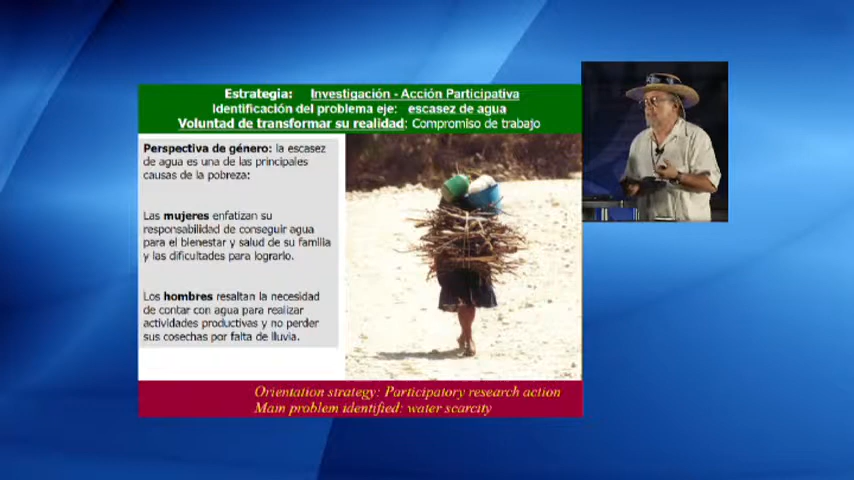 Estrategia: Investigación - Acción Participativa
Identificación del problema eje: escasez de agua
Voluntad de transformar su realidad: Compromiso de trabajo
Perspectiva de género: la escasez
de agua es una de las principales
causas de la pobreza:
Las mujeres enfatizan su
responsabilidad de conseguir agua
para el bienestar y salud de su familia
y las dificultades para lograrlo.
Los hombres resaltan la necesidad
de contar con agua para realizar
actividades productivas y no perder
sus cosechas por falta de lluvia.
Orientation strategy: Participatory research action
Main problem identified: water scarcity